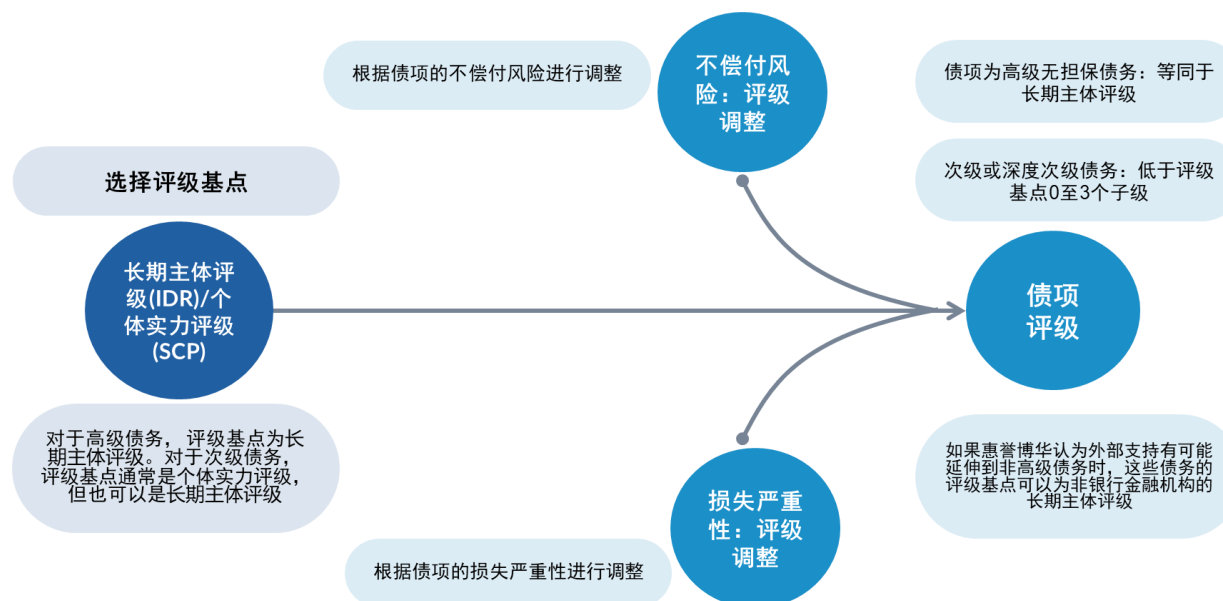 选择评级基点
长期主体评
级(IDR)/个
体实力评级
(SCP)
对于高级债务，评级基点为长
期主体评级。对于次级债务，
评级基点通常是个体实力评级，
但也可以是长期主体评级
根据债项的不偿付风险进行调整
不偿付风
险：评级
调整
根据债项的损失严重性进行调整
损失严重
性：评级
调整
债项为高级无担保债务：等同于
长期主体评级
次级或深度次级债务：低于评级
基点0至3个子级
债项
评级
如果惠誉博华认为外部支持有可能
延伸到非高级债务时，这些债务的
评级基点可以为非银行金融机构的
长期主体评级